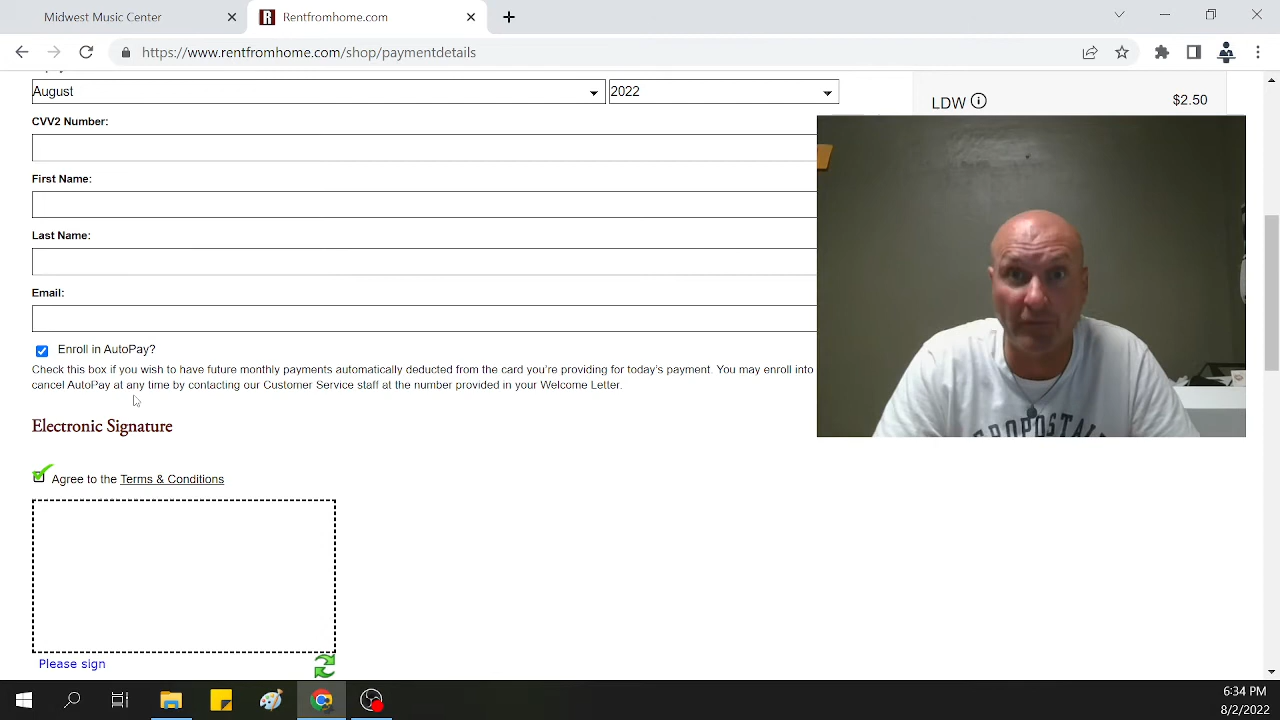 Midwest Music Center
Rentfromhome.com
https://www.rentfromhome.com/shop/paymentdetails
August 2022
LDW $2.50
CVV2 Number:
First Name:
Last Name:
Email:
Enroll in AutoPay?
Check this box if you wish to have future monthly payments automatically deducted from the card you're providing for today's payment. You may enroll into
cancel AutoPay at any time by contacting our Customer Service staff at the number provided in your Welcome Letter.
Electronic Signature
Agree to the Terms & Conditions
Please sign
6:34 PM
8/2/2022